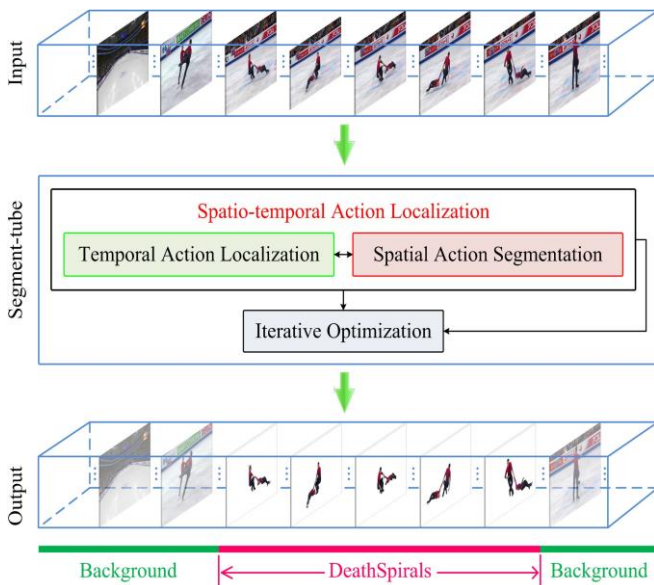 Input
Segment-tube
Spatio-temporal Action Localization
Temporal Action Localization
Spatial Action Segmentation
Iterative Optimization
Output
Background
DeathSpirals
Background